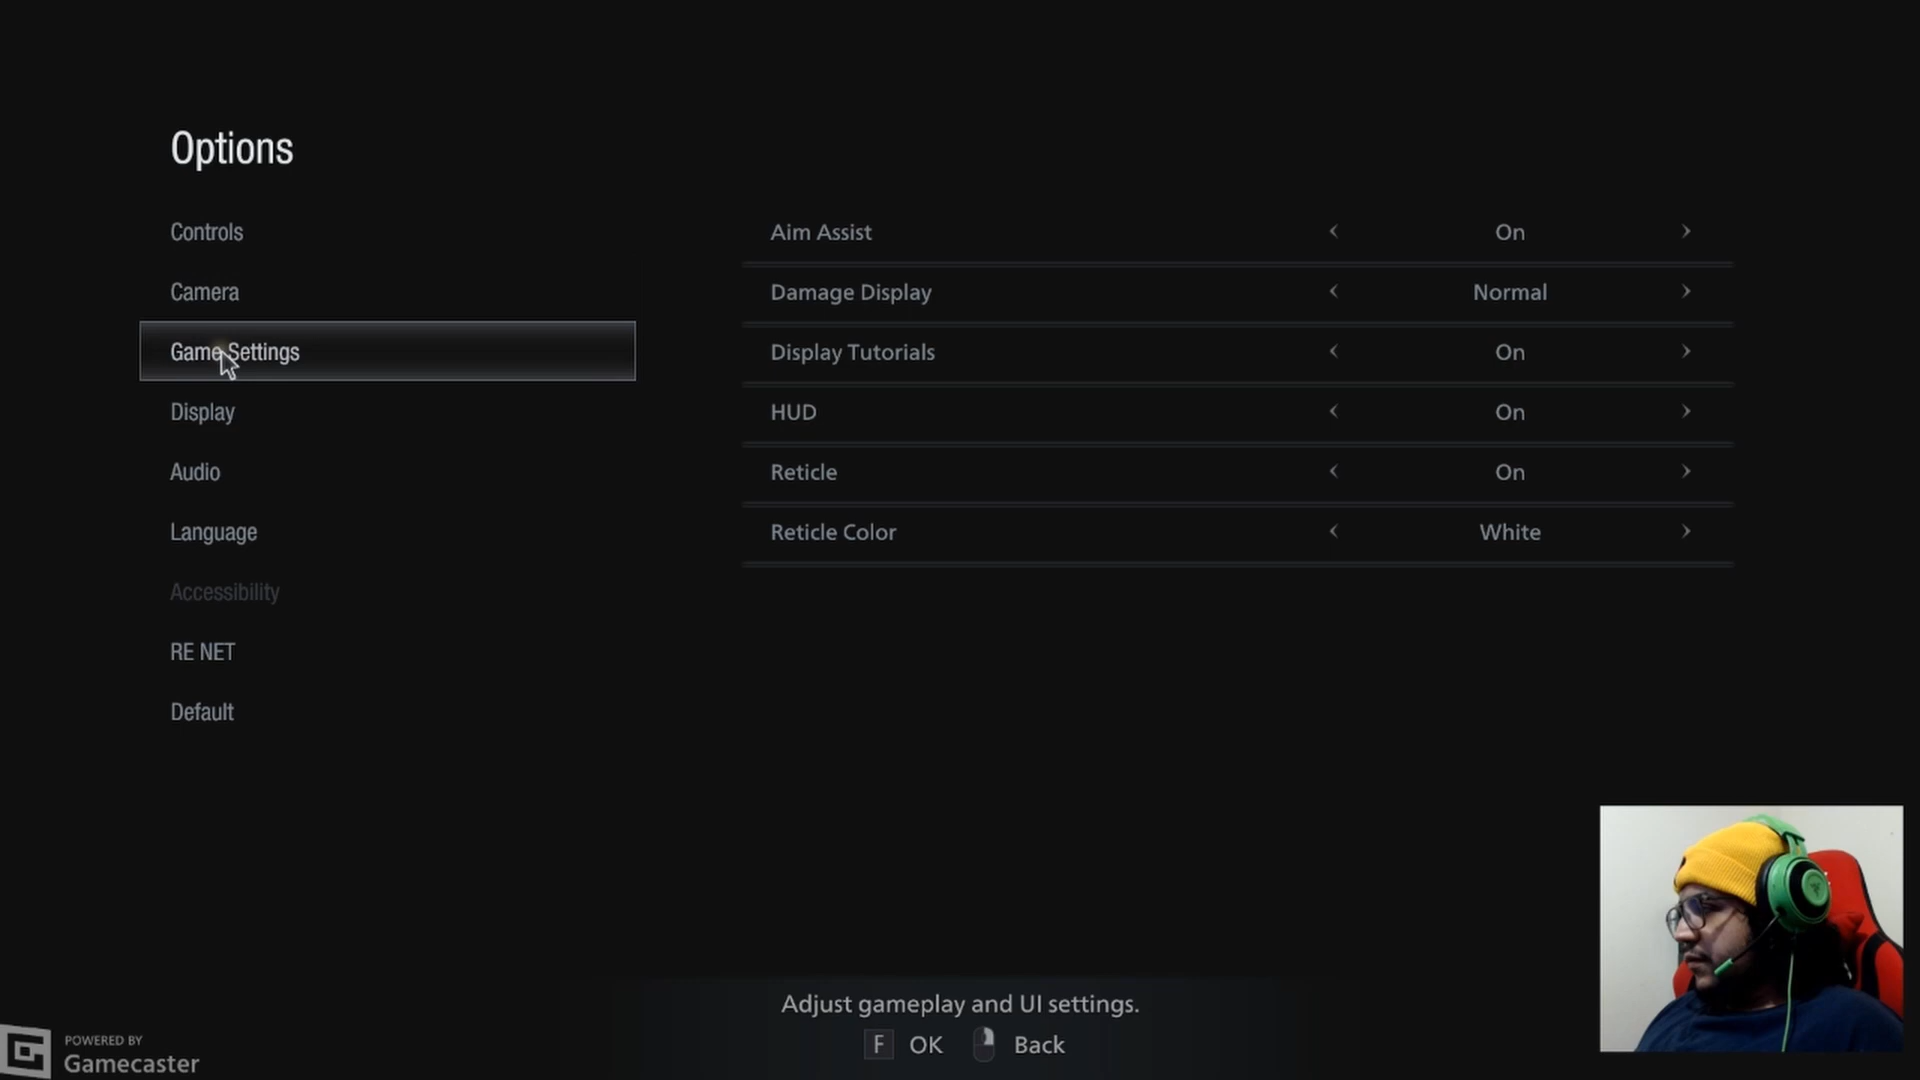 Options
Controls
Camera
Game Settings
Display
Audio
Language
Accessibility
RE NET
Default
Aim Assist < On >
Damage Display < Normal >
Display Tutorials < On >
HUD < On >
Reticle < On >
Reticle Color < White >
Adjust gameplay and UI settings.
F OK Back
POWERED BY
Gamecaster